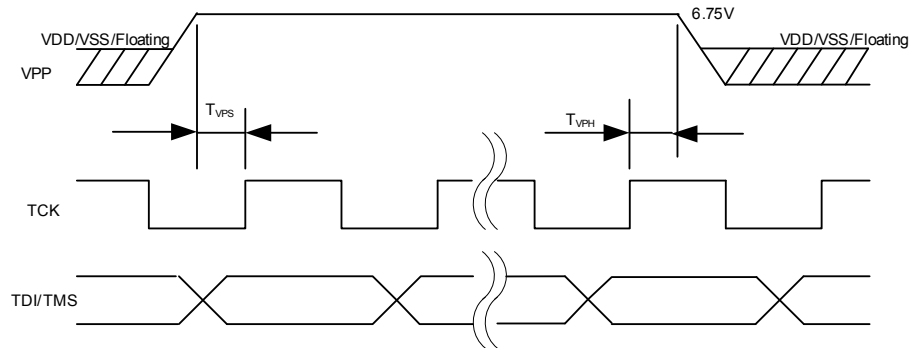 6.75V
VDD/VSS/Floating
VDD/VSS/Floating
VPP
TVPS
TVPH
TCK
TDI/TMS